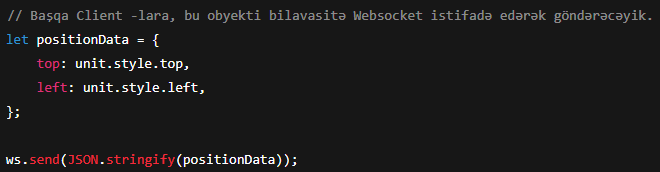 // Başqa Client -lara, bu obyekti bilavasitə Websocket istifadə edərək göndərəcəyik.
let positionData = {
    top: unit.style.top,
    left: unit.style.left,
};

ws.send(JSON.stringify(positionData));